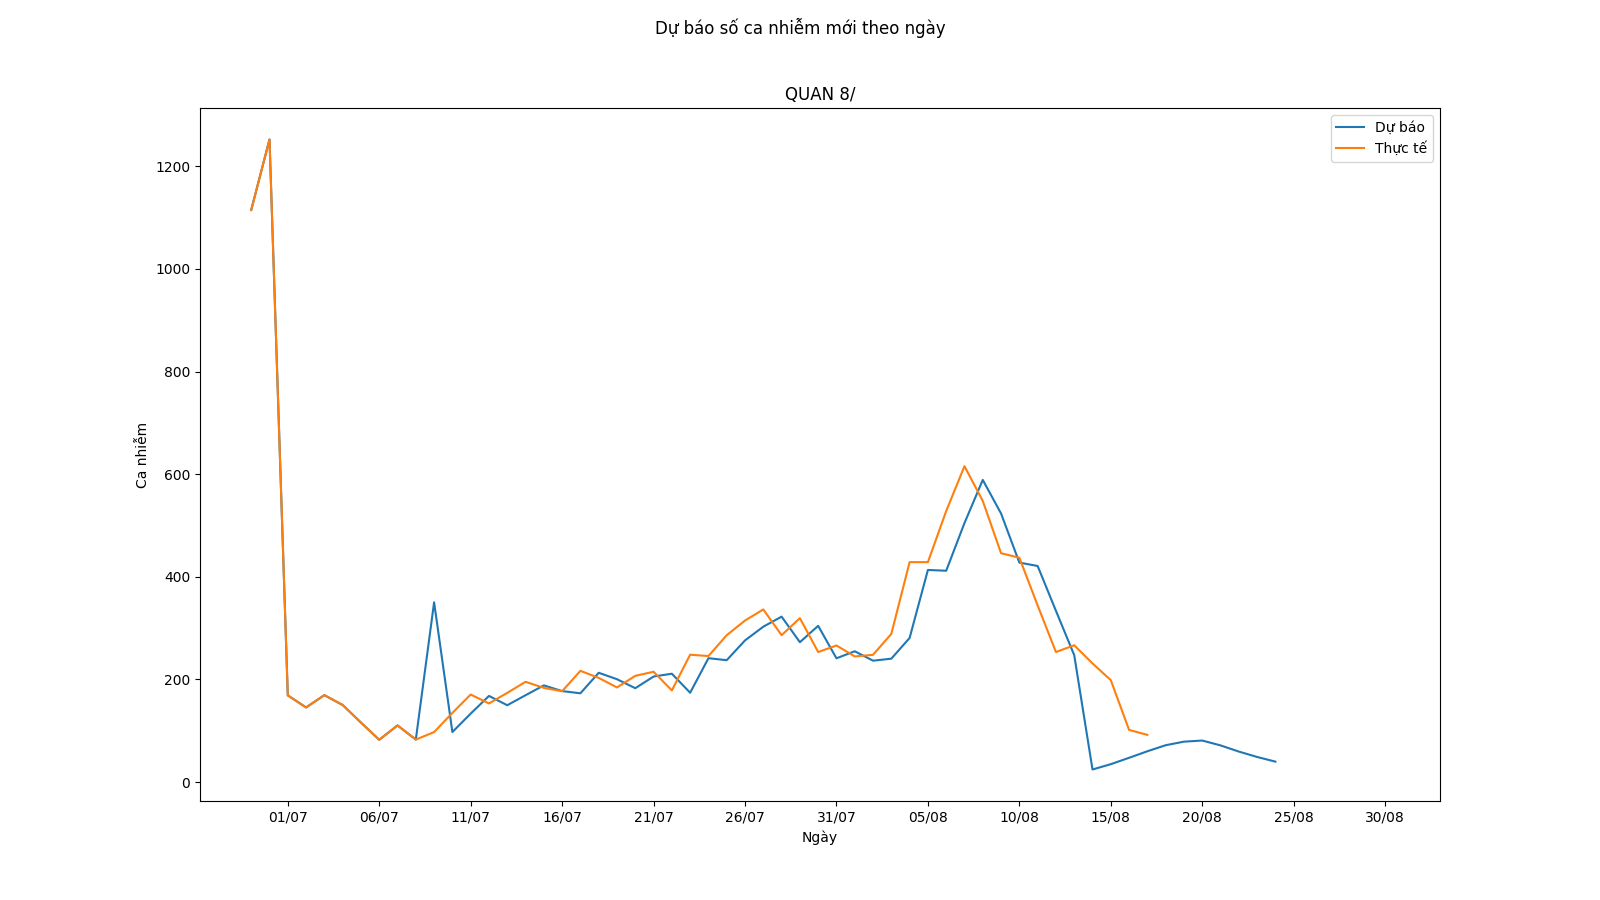 Dự báo số ca nhiễm mới theo ngày
QUAN 8/
Dự báo
Thực tế
1200
1000
800
600
400
200
0
Ca nhiễm
01/07 06/07 11/07 16/07 21/07 26/07 31/07 05/08 10/08 15/08 20/08 25/08 30/08
Ngày